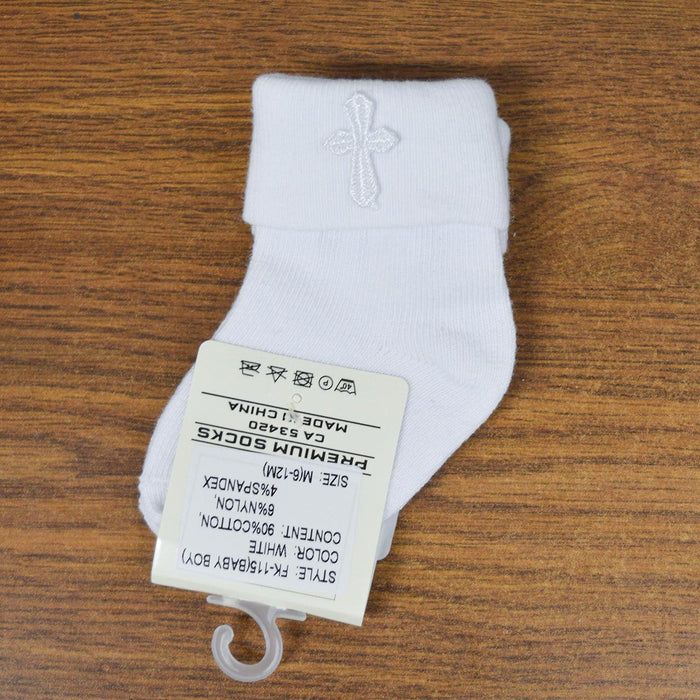 STYLE: FK-115(BABY BOY)
COLOR: WHITE
CONTENT: 90%COTTON,
6%NYLON,
4%SPANDEX
SIZE: M(6-12M)
PREMIUM SOCKS
CA 53420
MADE IN CHINA
40 P